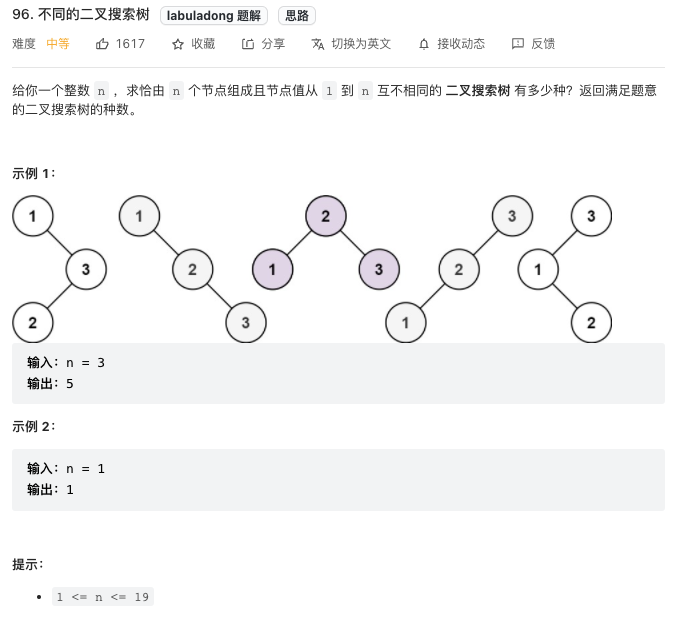 96. 不同的二叉搜索树 labuladong 题解 思路
难度 中等 1617 收藏 分享 切换为英文 接收动态 反馈
给你一个整数 n ，求恰由 n 个节点组成且节点值从 1 到 n 互不相同的 二叉搜索树 有多少种？返回满足题意
的二叉搜索树的种数。
示例 1：
1 1 2 3 3
3 2 1 3 2 1
2 3 1 2
输入：n = 3
输出：5
示例 2：
输入：n = 1
输出：1
提示：
• 1 <= n <= 19